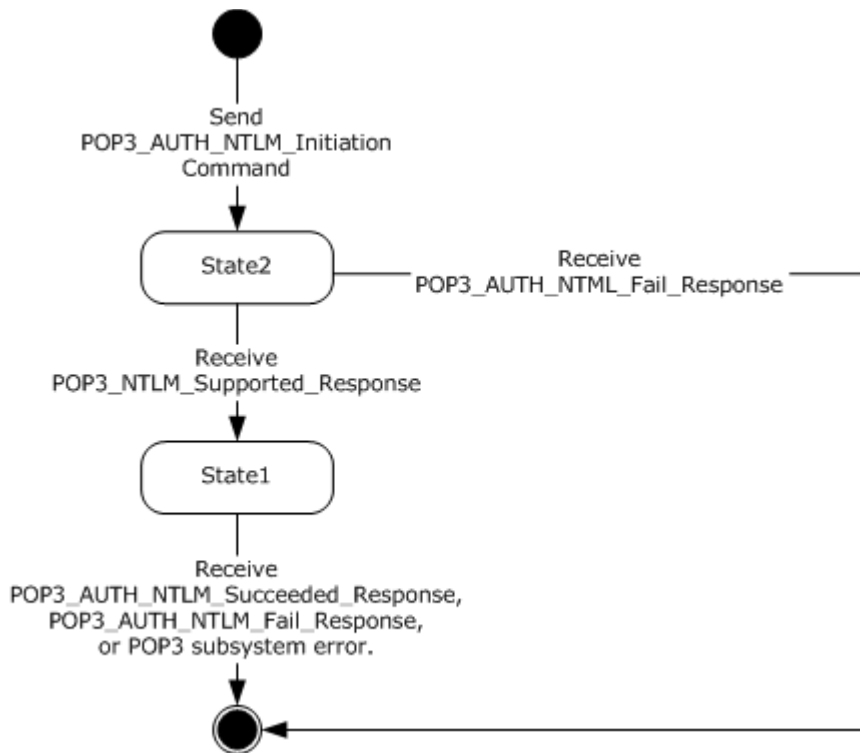 Send
POP3_AUTH_NTLM_Initiation
Command
State2
Receive
POP3_AUTH_NTML_Fail_Response
Receive
POP3_NTLM_Supported_Response
State1
Receive
POP3_AUTH_NTLM_Succeeded_Response,
POP3_AUTH_NTLM_Fail_Response,
or POP3 subsystem error.